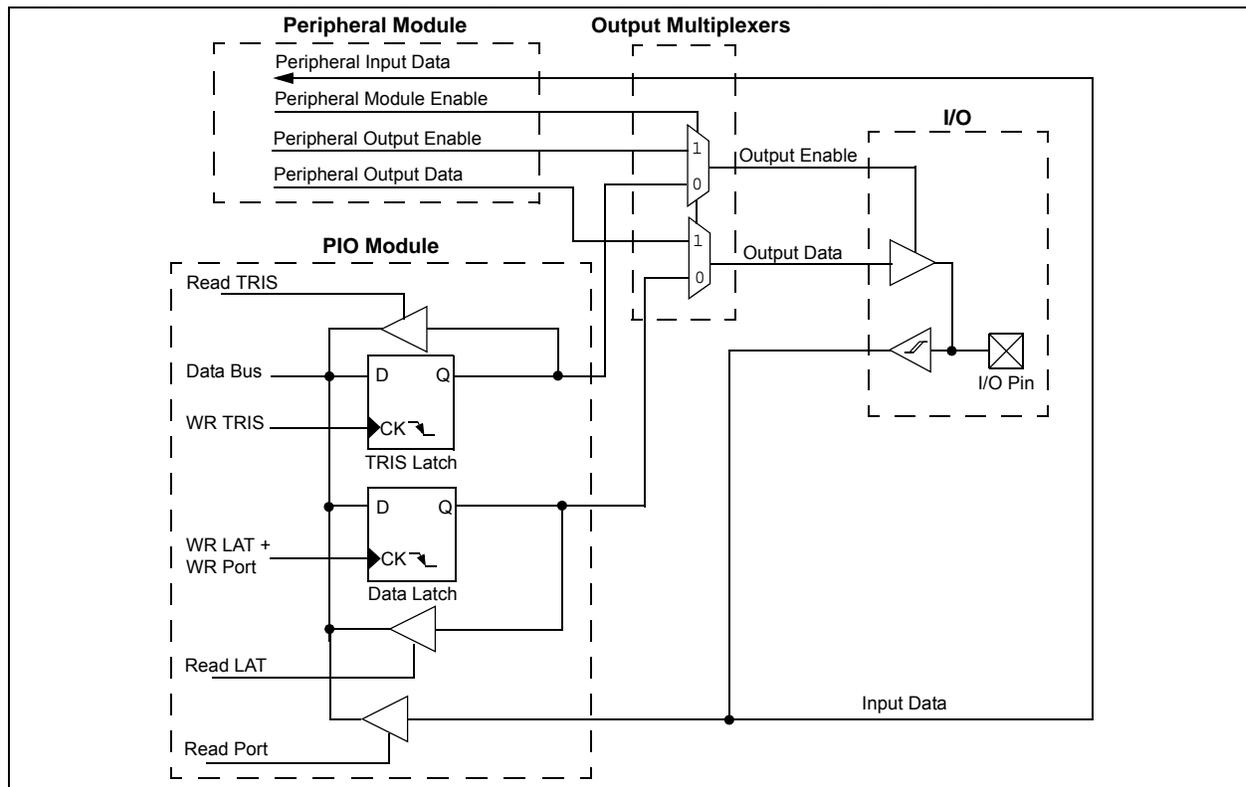 Peripheral Module
Output Multiplexers
Peripheral Input Data
Peripheral Module Enable
Peripheral Output Enable
Peripheral Output Data
1
0
Output Enable
1
0
Output Data
I/O
I/O Pin
PIO Module
Read TRIS
Data Bus
D
Q
WR TRIS
CK
TRIS Latch
D
Q
WR LAT +
WR Port
CK
Data Latch
Read LAT
Input Data
Read Port